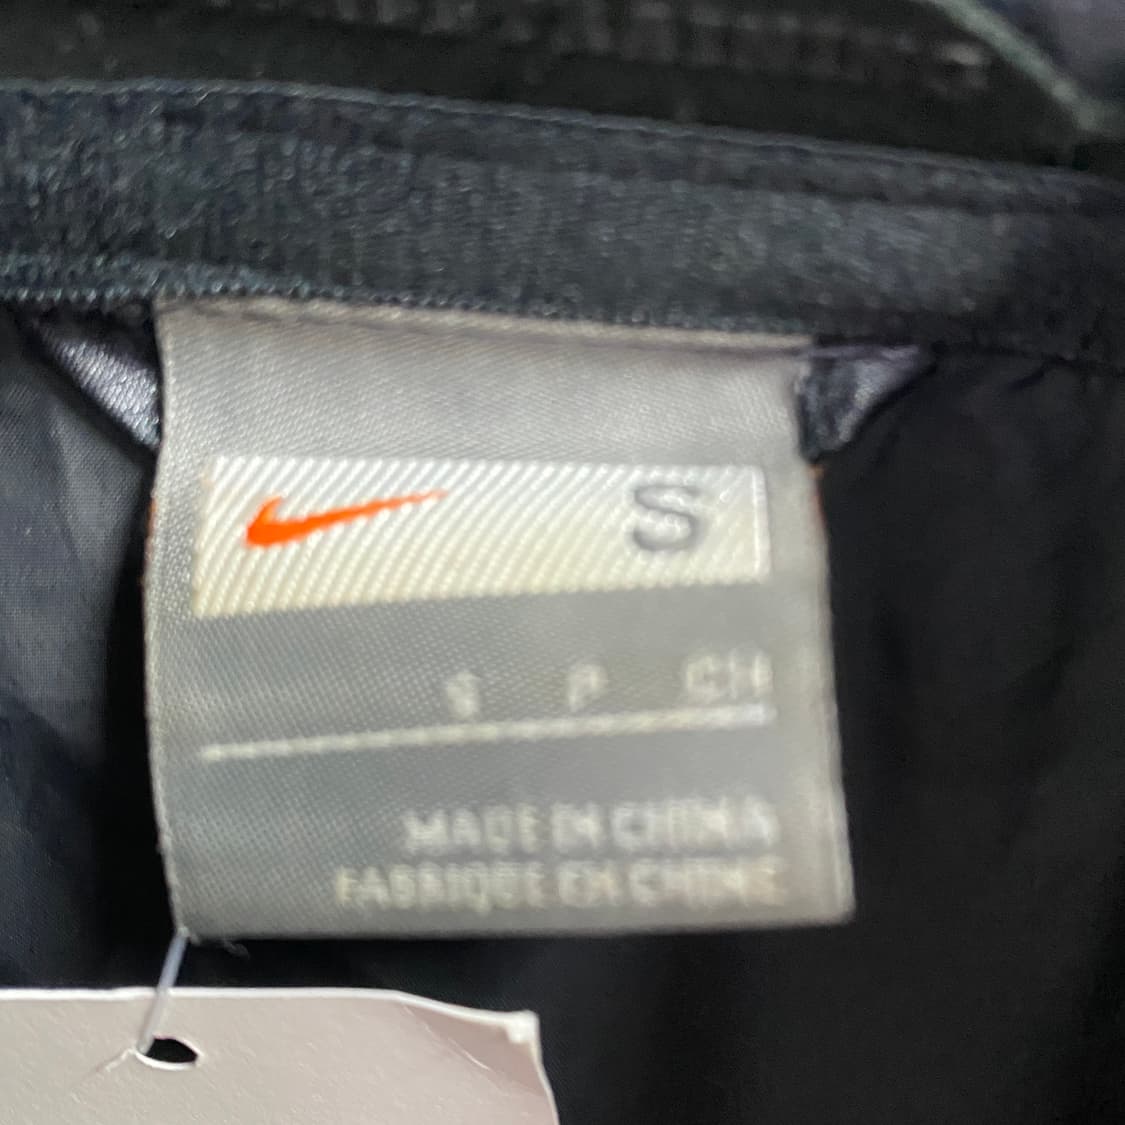 S
S P CH
MADE IN CHINA
FABRIQUE EN CHINE